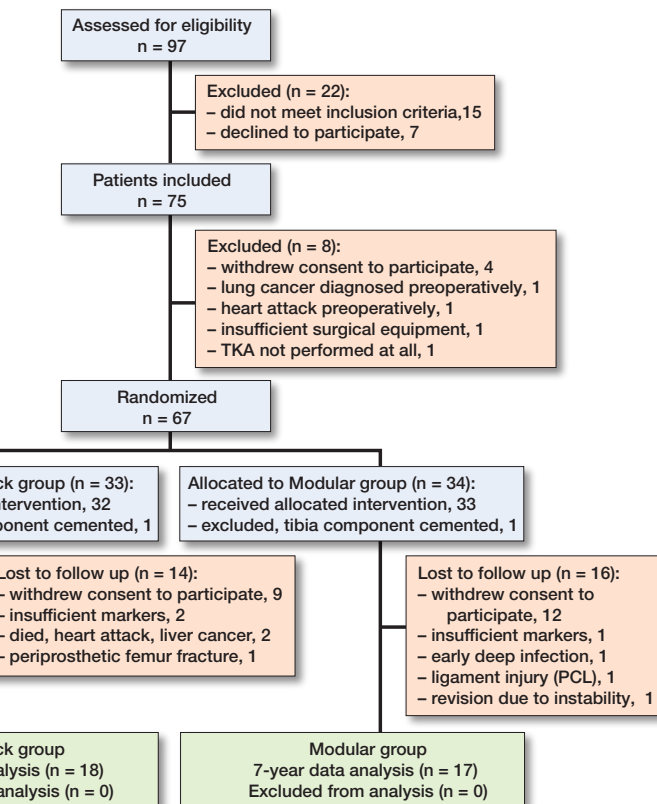 Assessed for eligibility
n = 97
Excluded (n = 22):
– did not meet inclusion criteria,15
– declined to participate, 7
Patients included
n = 75
Excluded (n = 8):
– withdrew consent to participate, 4
– lung cancer diagnosed preoperatively, 1
– heart attack preoperatively, 1
– insufficient surgical equipment, 1
– TKA not performed at all, 1
Randomized
n = 67
ck group (n = 33):
ntervention, 32
ponent cemented, 1
Allocated to Modular group (n = 34):
– received allocated intervention, 33
– excluded, tibia component cemented, 1
Lost to follow up (n = 14):
– withdrew consent to participate, 9
– insufficient markers, 2
– died, heart attack, liver cancer, 2
– periprosthetic femur fracture, 1
Lost to follow up (n = 16):
– withdrew consent to
participate, 12
– insufficient markers, 1
– early deep infection, 1
– ligament injury (PCL), 1
– revision due to instability, 1
ck group
alysis (n = 18)
analysis (n = 0)
Modular group
7-year data analysis (n = 17)
Excluded from analysis (n = 0)